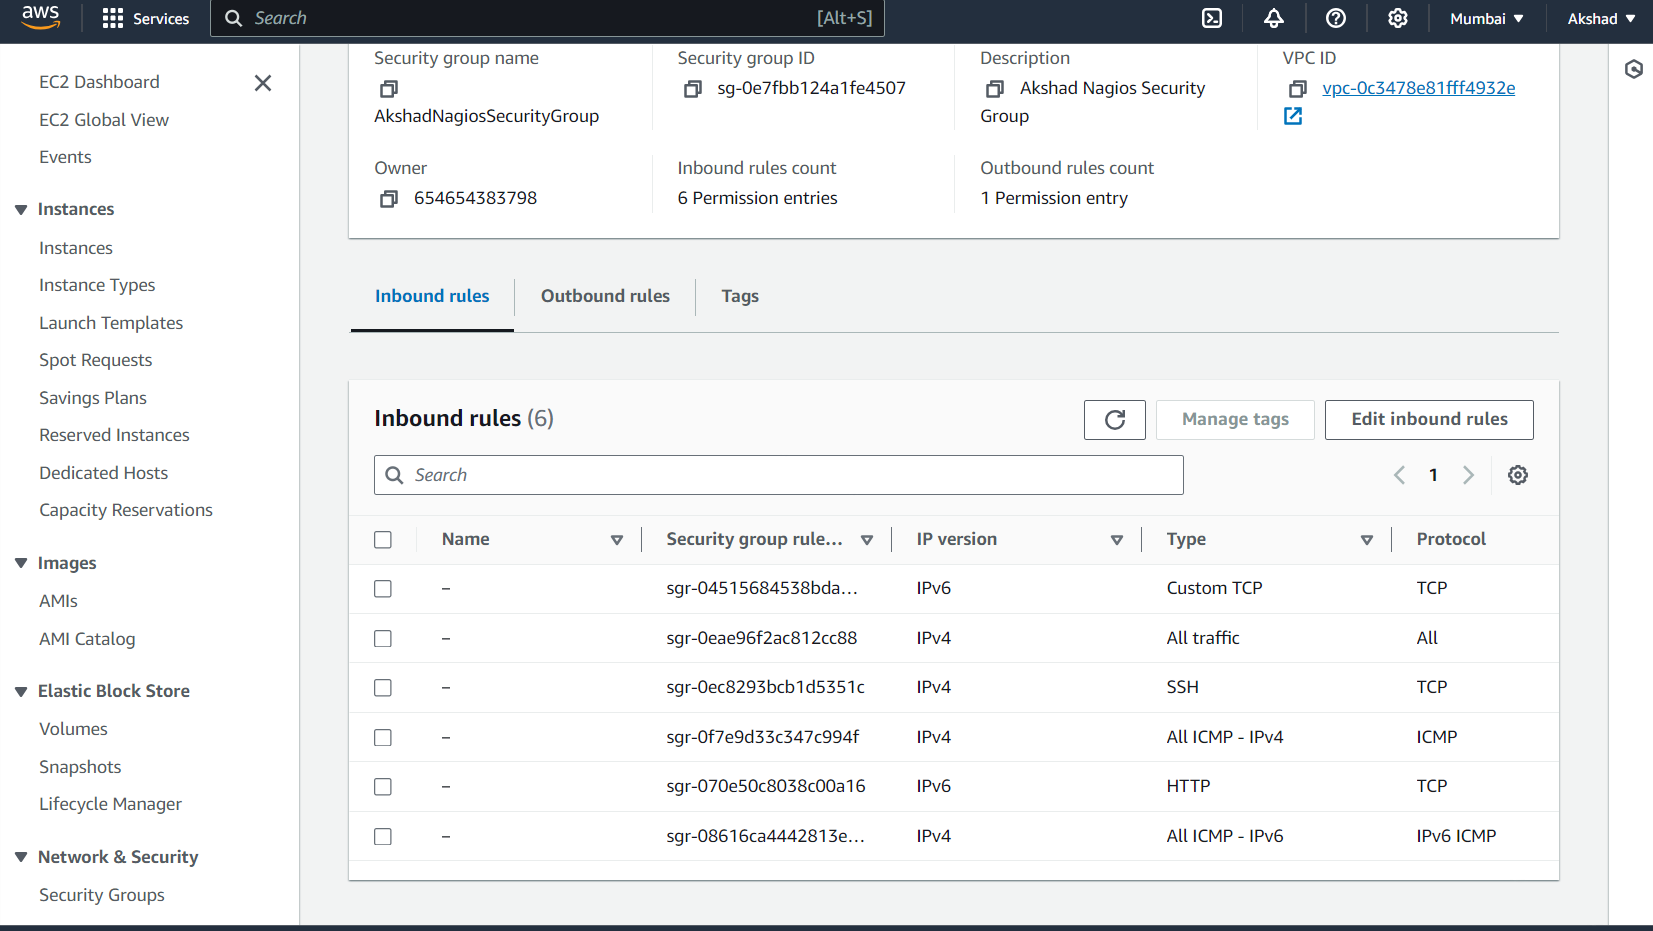 aws
Services
Search
[Alt+S]
Mumbai
Akshad
EC2 Dashboard
EC2 Global View
Events
Instances
Instances
Instance Types
Launch Templates
Spot Requests
Savings Plans
Reserved Instances
Dedicated Hosts
Capacity Reservations
Images
AMIs
AMI Catalog
Elastic Block Store
Volumes
Snapshots
Lifecycle Manager
Network & Security
Security Groups
Security group name
AkshadNagiosSecurityGroup
Security group ID
sg-0e7fbb124a1fe4507
Description
Akshad Nagios Security
Group
VPC ID
vpc-0c3478e81fff4932e
Owner
654654383798
Inbound rules count
6 Permission entries
Outbound rules count
1 Permission entry
Inbound rules
Outbound rules
Tags
Inbound rules (6)
Manage tags
Edit inbound rules
Search
1
Name Security group rule... IP version Type Protocol
– sgr-04515684538bda... IPv6 Custom TCP TCP
– sgr-0eae96f2ac812cc88 IPv4 All traffic All
– sgr-0ec8293bcb1d5351c IPv4 SSH TCP
– sgr-0f7e9d33c347c994f IPv4 All ICMP - IPv4 ICMP
– sgr-070e50c8038c00a16 IPv6 HTTP TCP
– sgr-08616ca4442813e... IPv4 All ICMP - IPv6 IPv6 ICMP